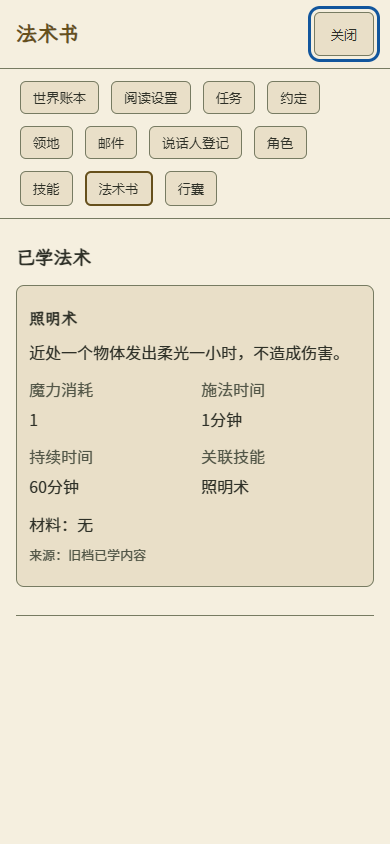 法术书
关闭
世界账本 阅读设置 任务 约定
领地 邮件 说话人登记 角色
技能 法术书 行囊
已学法术
照明术
近处一个物体发出柔光一小时，不造成伤害。
魔力消耗 施法时间
1 1分钟
持续时间 关联技能
60分钟 照明术
材料：无
来源：旧档已学内容